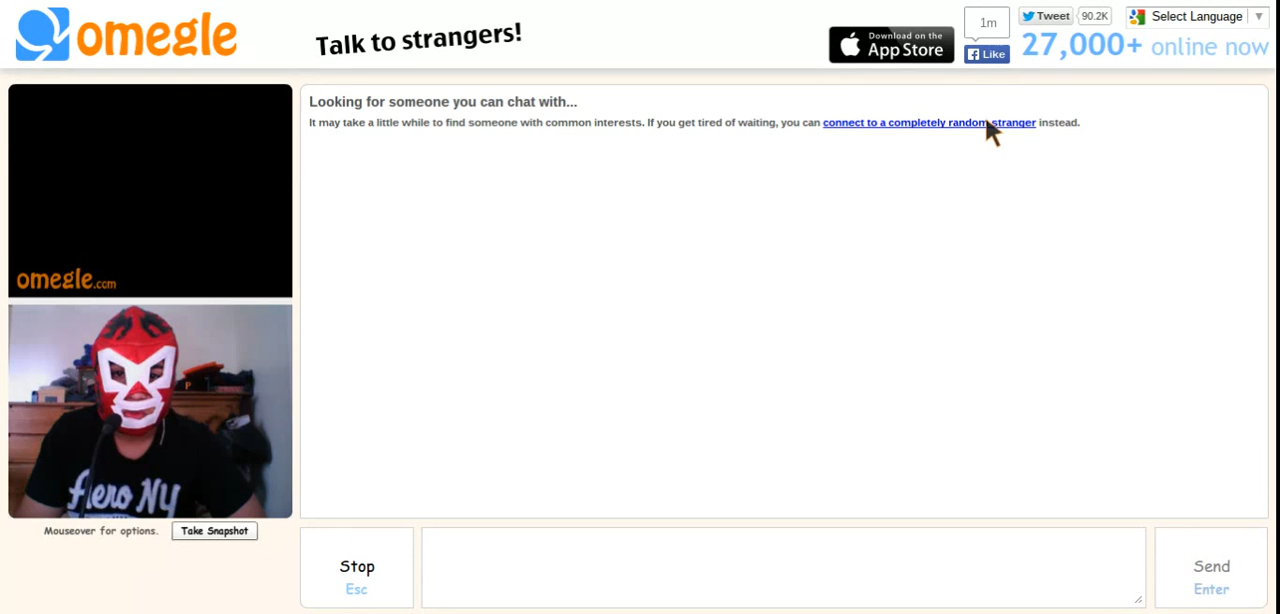 omegle
Talk to strangers!
Download on the
App Store
1m
Like
Tweet
90.2K
Select Language
27,000+ online now
Looking for someone you can chat with...
It may take a little while to find someone with common interests. If you get tired of waiting, you can connect to a completely random stranger instead.
omegle.com
Aero NY
Mouseover for options.
Take Snapshot
Stop
Esc
Send
Enter